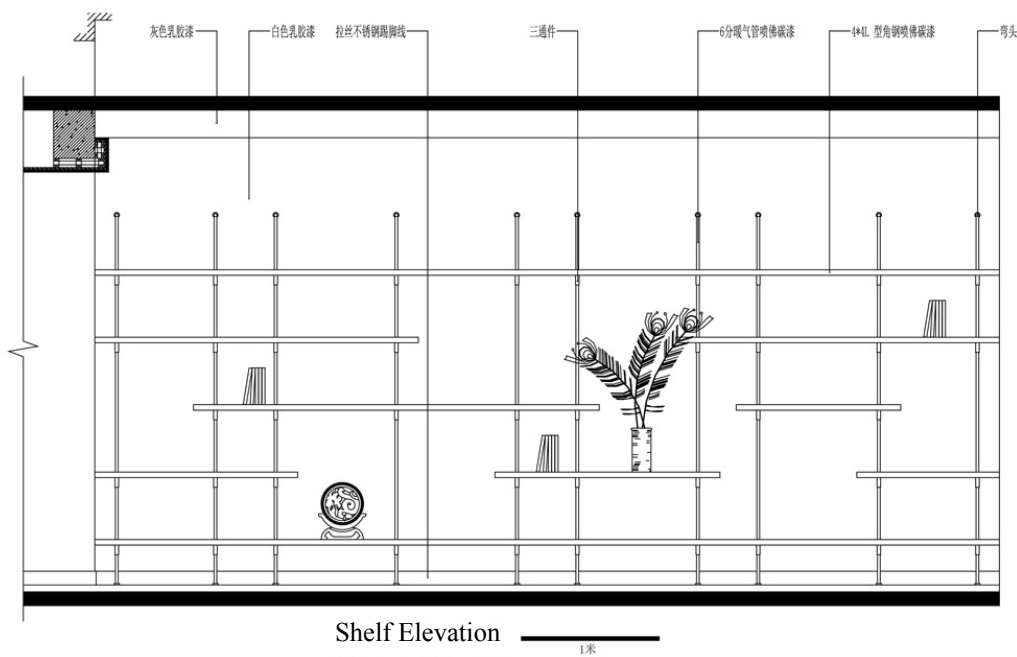 灰色乳胶漆
白色乳胶漆
拉丝不锈钢踢脚线
三通件
6分暖气管喷佛碳漆
4*4L 型角钢喷佛碳漆
弯头
Shelf Elevation
1米